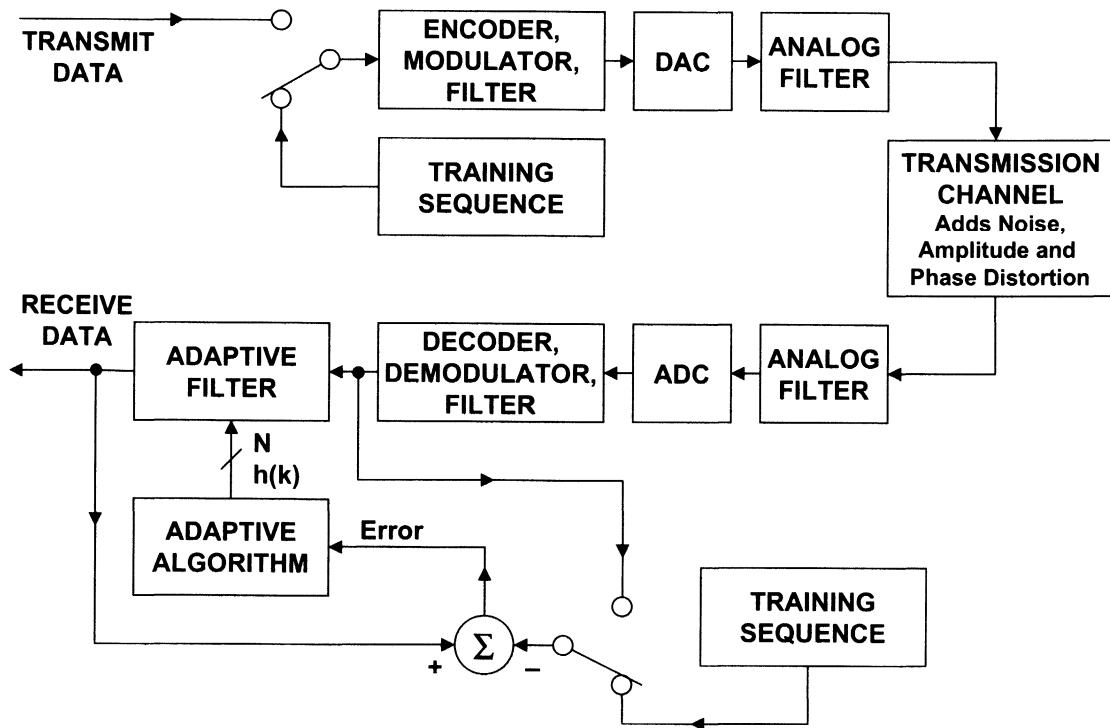 TRANSMIT
DATA
ENCODER,
MODULATOR,
FILTER
DAC
ANALOG
FILTER
TRAINING
SEQUENCE
TRANSMISSION
CHANNEL
Adds Noise,
Amplitude and
Phase Distortion
RECEIVE
DATA
ADAPTIVE
FILTER
DECODER,
DEMODULATOR,
FILTER
ADC
ANALOG
FILTER
N
h(k)
ADAPTIVE
ALGORITHM
Error
Σ
+
–
TRAINING
SEQUENCE